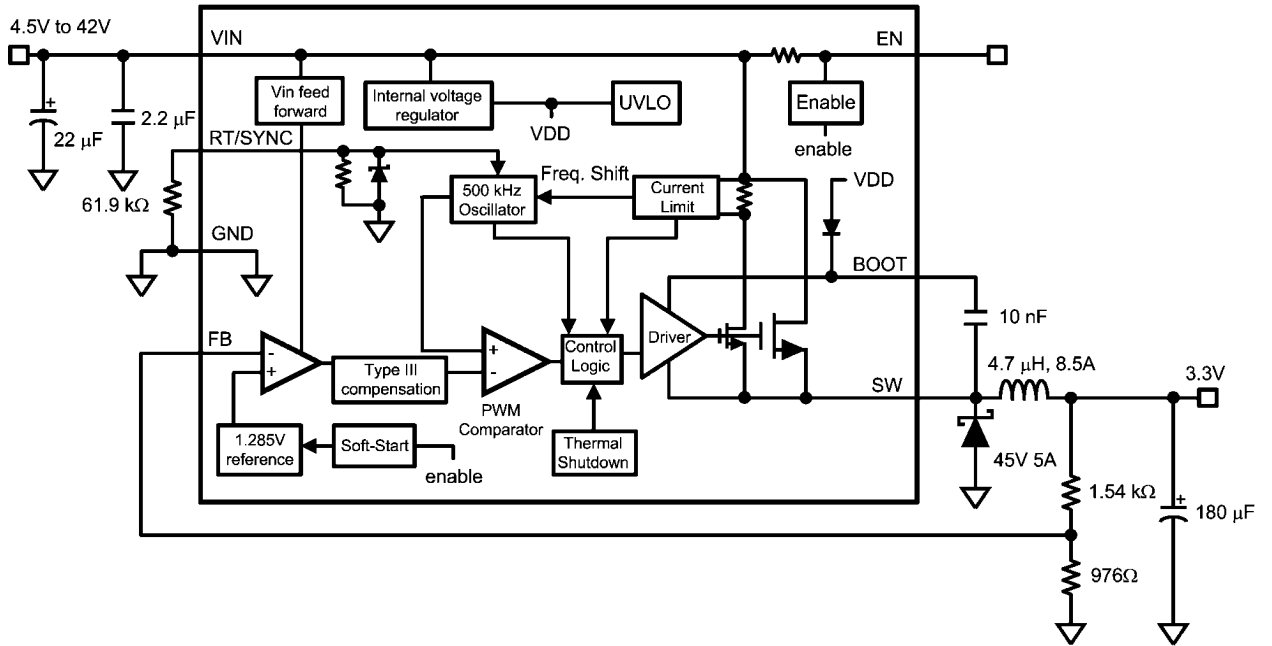 4.5V to 42V
VIN
EN
Vin feed
forward
Internal voltage
regulator
UVLO
Enable
+
22 μF
2.2 μF
VDD
enable
RT/SYNC
61.9 kΩ
500 kHz
Oscillator
Freq. Shift
Current
Limit
VDD
GND
BOOT
10 nF
FB
-
+
Type III
compensation
+
-
PWM
Comparator
Control
Logic
Driver
SW
4.7 μH, 8.5A
3.3V
1.285V
reference
Soft-Start
enable
Thermal
Shutdown
45V 5A
1.54 kΩ
+
180 μF
976Ω